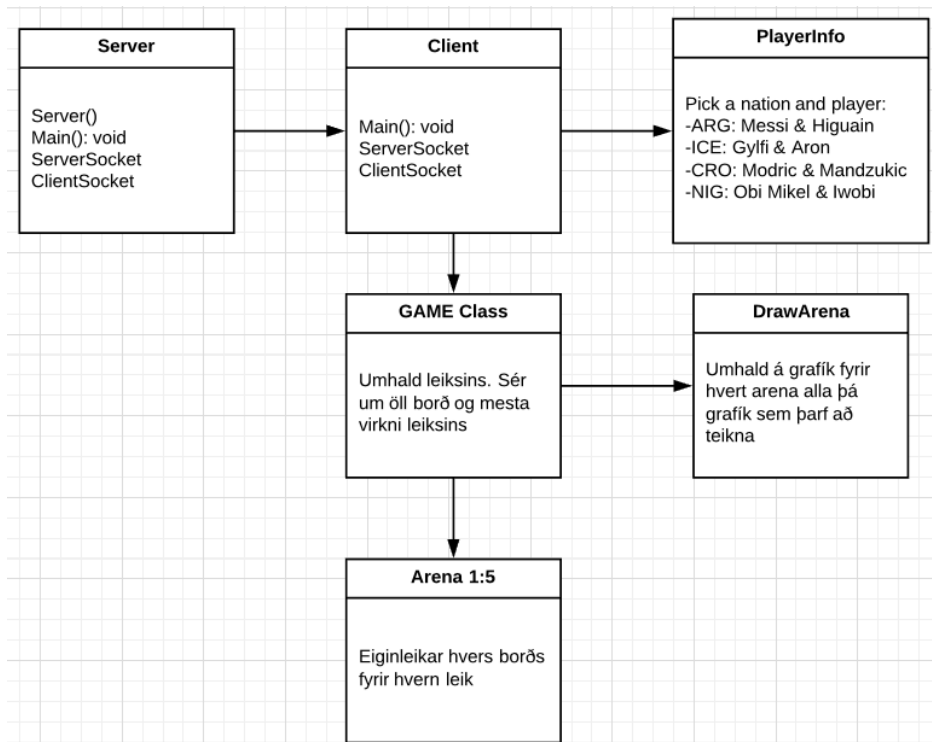 Server
Server()
Main(): void
ServerSocket
ClientSocket
Client
Main(): void
ServerSocket
ClientSocket
PlayerInfo
Pick a nation and player:
-ARG: Messi & Higuain
-ICE: Gylfi & Aron
-CRO: Modric & Mandzukic
-NIG: Obi Mikel & Iwobi
GAME Class
Umhald leiksins. Sér
um öll borð og mesta
virkni leiksins
DrawArena
Umhald á grafík fyrir
hvert arena alla þá
grafík sem þarf að
teikna
Arena 1:5
Eiginleikar hvers borðs
fyrir hvern leik